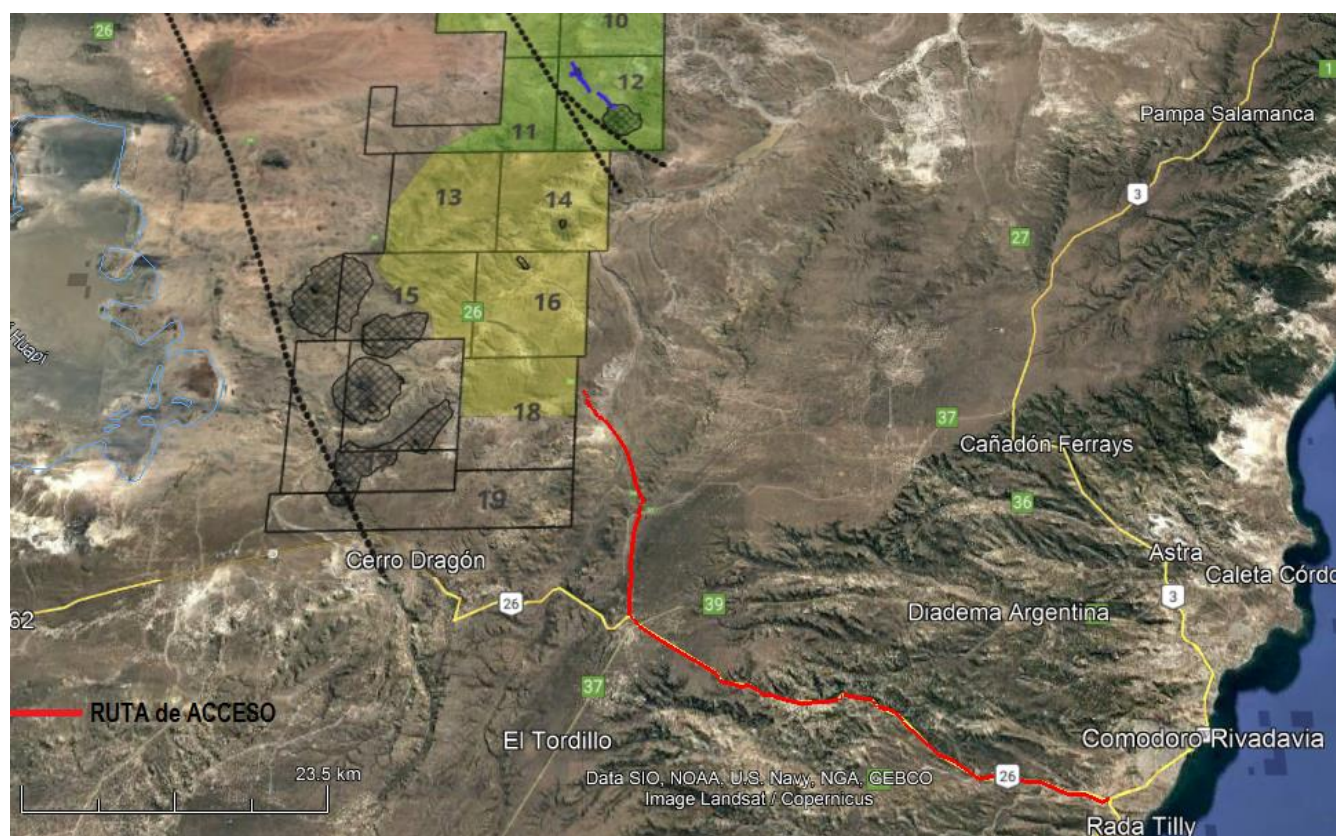 10
26
12
1
Pampa Salamanca
11
3
13
14
27
15
16
26
Huapi
18
37
Cañadón Ferrays
19
36
Astra
Cerro Dragón
Caleta Córdo
26
39
Diadema Argentina
3
62
37
RUTA de ACCESO
El Tordillo
Comodoro Rivadavia
23.5 km
Data SIO, NOAA, U.S. Navy, NGA, GEBCO
Image Landsat / Copernicus
26
Rada Tilly